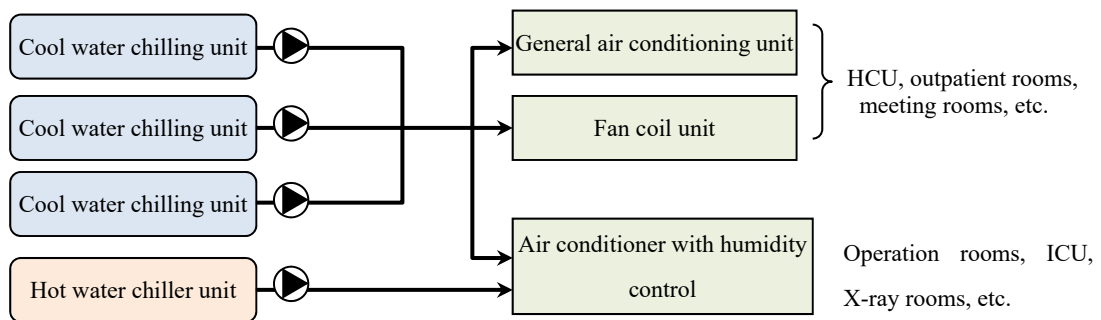 Cool water chilling unit
Cool water chilling unit
Cool water chilling unit
Hot water chiller unit
General air conditioning unit
Fan coil unit
Air conditioner with humidity
control
HCU, outpatient rooms,
meeting rooms, etc.
Operation rooms, ICU,
X-ray rooms, etc.